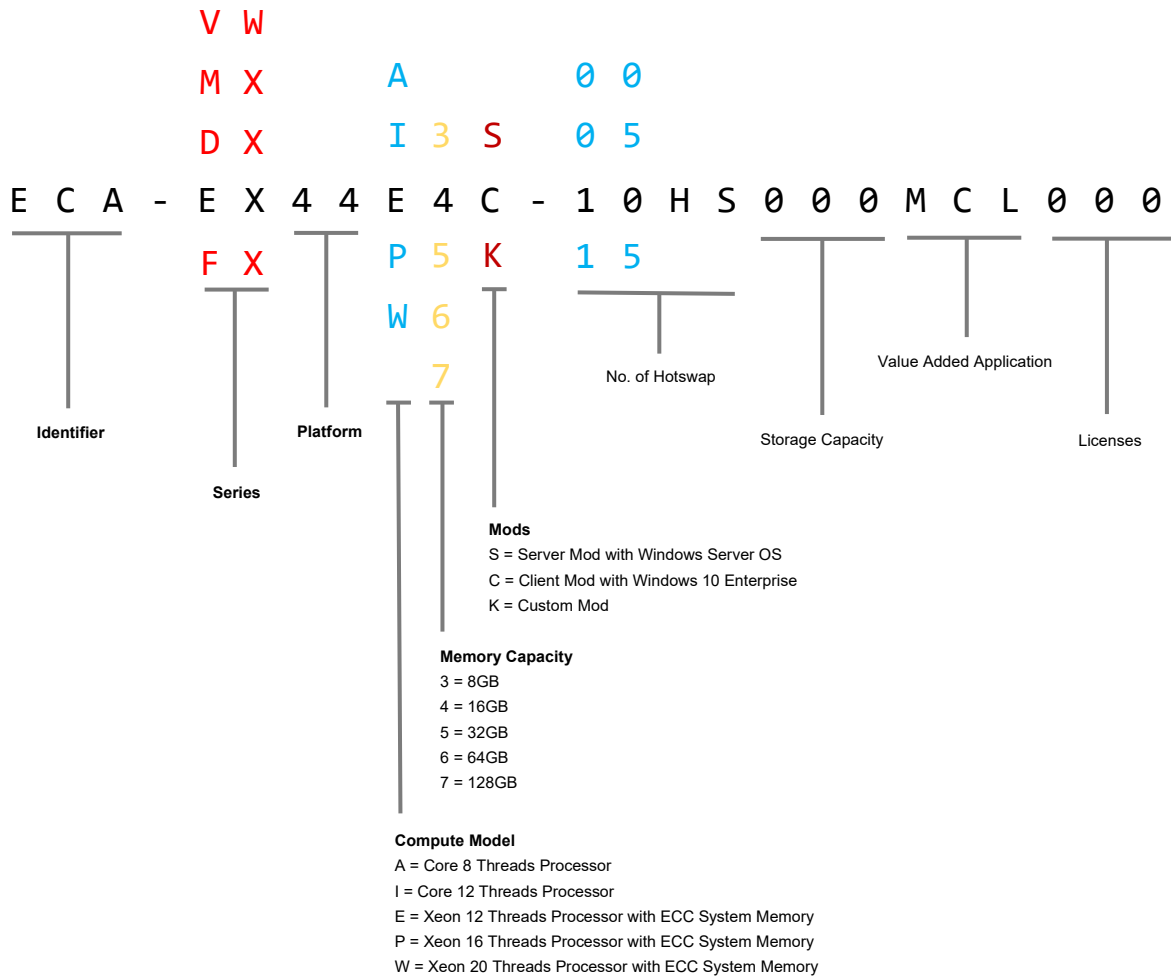 V W
M X A 0 0
D X I 3 S 0 5
E C A - E X 4 4 E 4 C - 1 0 H S 0 0 0 M C L 0 0 0
F X P 5 K 1 5
W 6
7
No. of Hotswap
Value Added Application
Identifier
Platform
Storage Capacity
Licenses
Series
Mods
S = Server Mod with Windows Server OS
C = Client Mod with Windows 10 Enterprise
K = Custom Mod
Memory Capacity
3 = 8GB
4 = 16GB
5 = 32GB
6 = 64GB
7 = 128GB
Compute Model
A = Core 8 Threads Processor
I = Core 12 Threads Processor
E = Xeon 12 Threads Processor with ECC System Memory
P = Xeon 16 Threads Processor with ECC System Memory
W = Xeon 20 Threads Processor with ECC System Memory